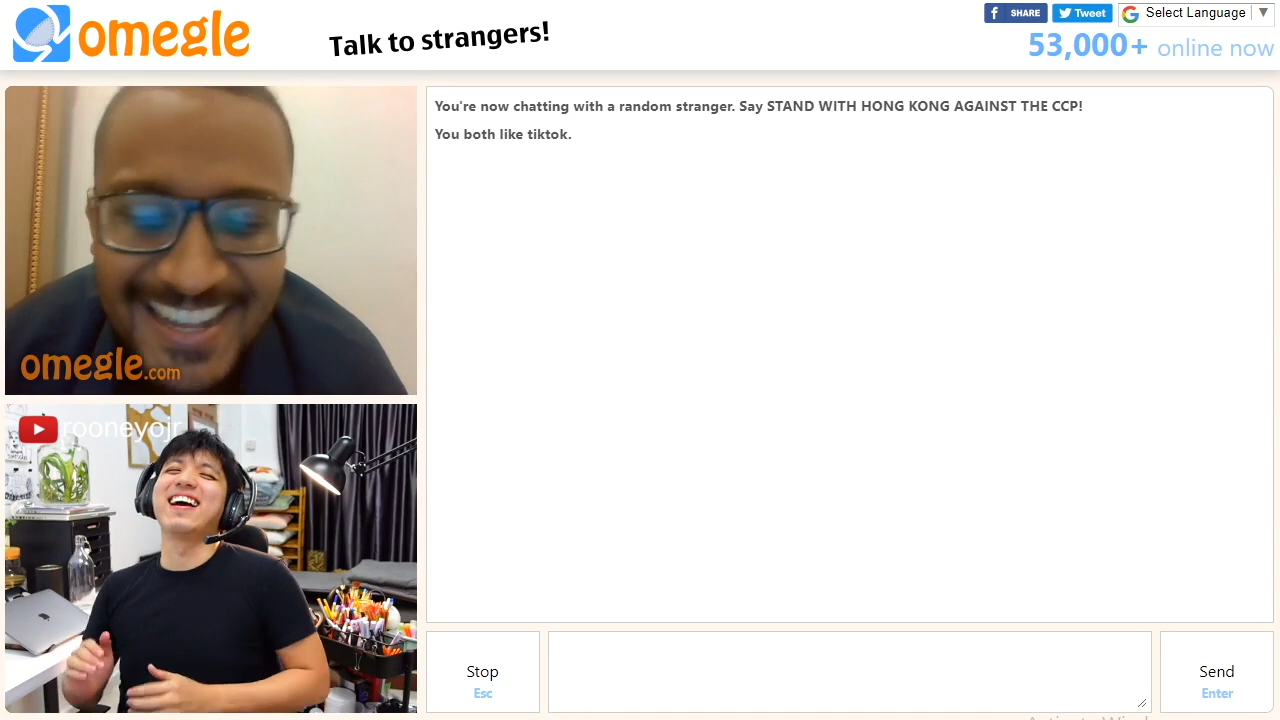 omegle
Talk to strangers!
SHARE
Tweet
Select Language
53,000+ online now
You're now chatting with a random stranger. Say STAND WITH HONG KONG AGAINST THE CCP!
You both like tiktok.
omegle.com
rooneyojr
Stop
Esc
Send
Enter